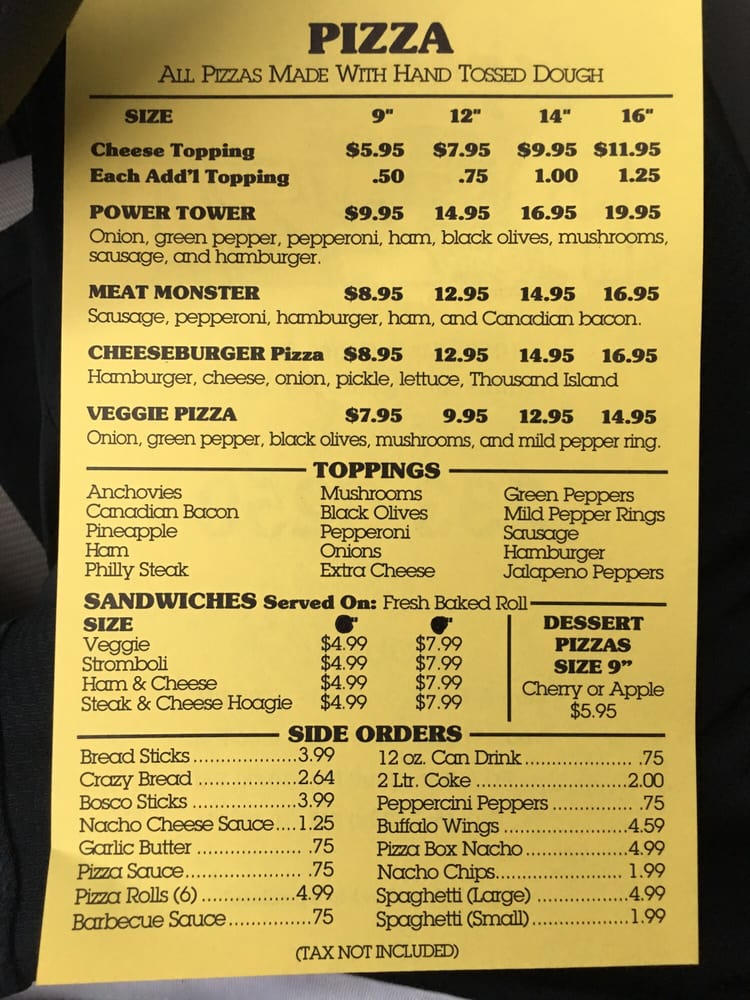 PIZZA
ALL PIZZAS MADE WITH HAND TOSSED DOUGH
SIZE 9" 12" 14" 16"
Cheese Topping $5.95 $7.95 $9.95 $11.95
Each Add'l Topping .50 .75 1.00 1.25
POWER TOWER $9.95 14.95 16.95 19.95
Onion, green pepper, pepperoni, ham, black olives, mushrooms,
sausage, and hamburger.
MEAT MONSTER $8.95 12.95 14.95 16.95
Sausage, pepperoni, hamburger, ham, and Canadian bacon.
CHEESEBURGER Pizza $8.95 12.95 14.95 16.95
Hamburger, cheese, onion, pickle, lettuce, Thousand Island
VEGGIE PIZZA $7.95 9.95 12.95 14.95
Onion, green pepper, black olives, mushrooms, and mild pepper ring.
TOPPINGS
Anchovies Mushrooms Green Peppers
Canadian Bacon Black Olives Mild Pepper Rings
Pineapple Pepperoni Sausage
Ham Onions Hamburger
Philly Steak Extra Cheese Jalapeno Peppers
SANDWICHES Served On: Fresh Baked Roll
SIZE
Veggie $4.99 $7.99
Stromboli $4.99 $7.99
Ham & Cheese $4.99 $7.99
Steak & Cheese Hoagie $4.99 $7.99
DESSERT
PIZZAS
SIZE 9"
Cherry or Apple
$5.95
SIDE ORDERS
Bread Sticks...................3.99
Crazy Bread ..................2.64
Bosco Sticks ...................3.99
Nacho Cheese Sauce....1.25
Garlic Butter ................... .75
Pizza Sauce..................... .75
Pizza Rolls (6) .................4.99
Barbecue Sauce...............75
12 oz. Can Drink.................... .75
2 Ltr. Coke ...........................2.00
Peppercini Peppers .............. .75
Buffalo Wings ......................4.59
Pizza Box Nacho...................4.99
Nacho Chips........................ 1.99
Spaghetti (Large) ................4.99
Spaghetti (Small)..................1.99
(TAX NOT INCLUDED)